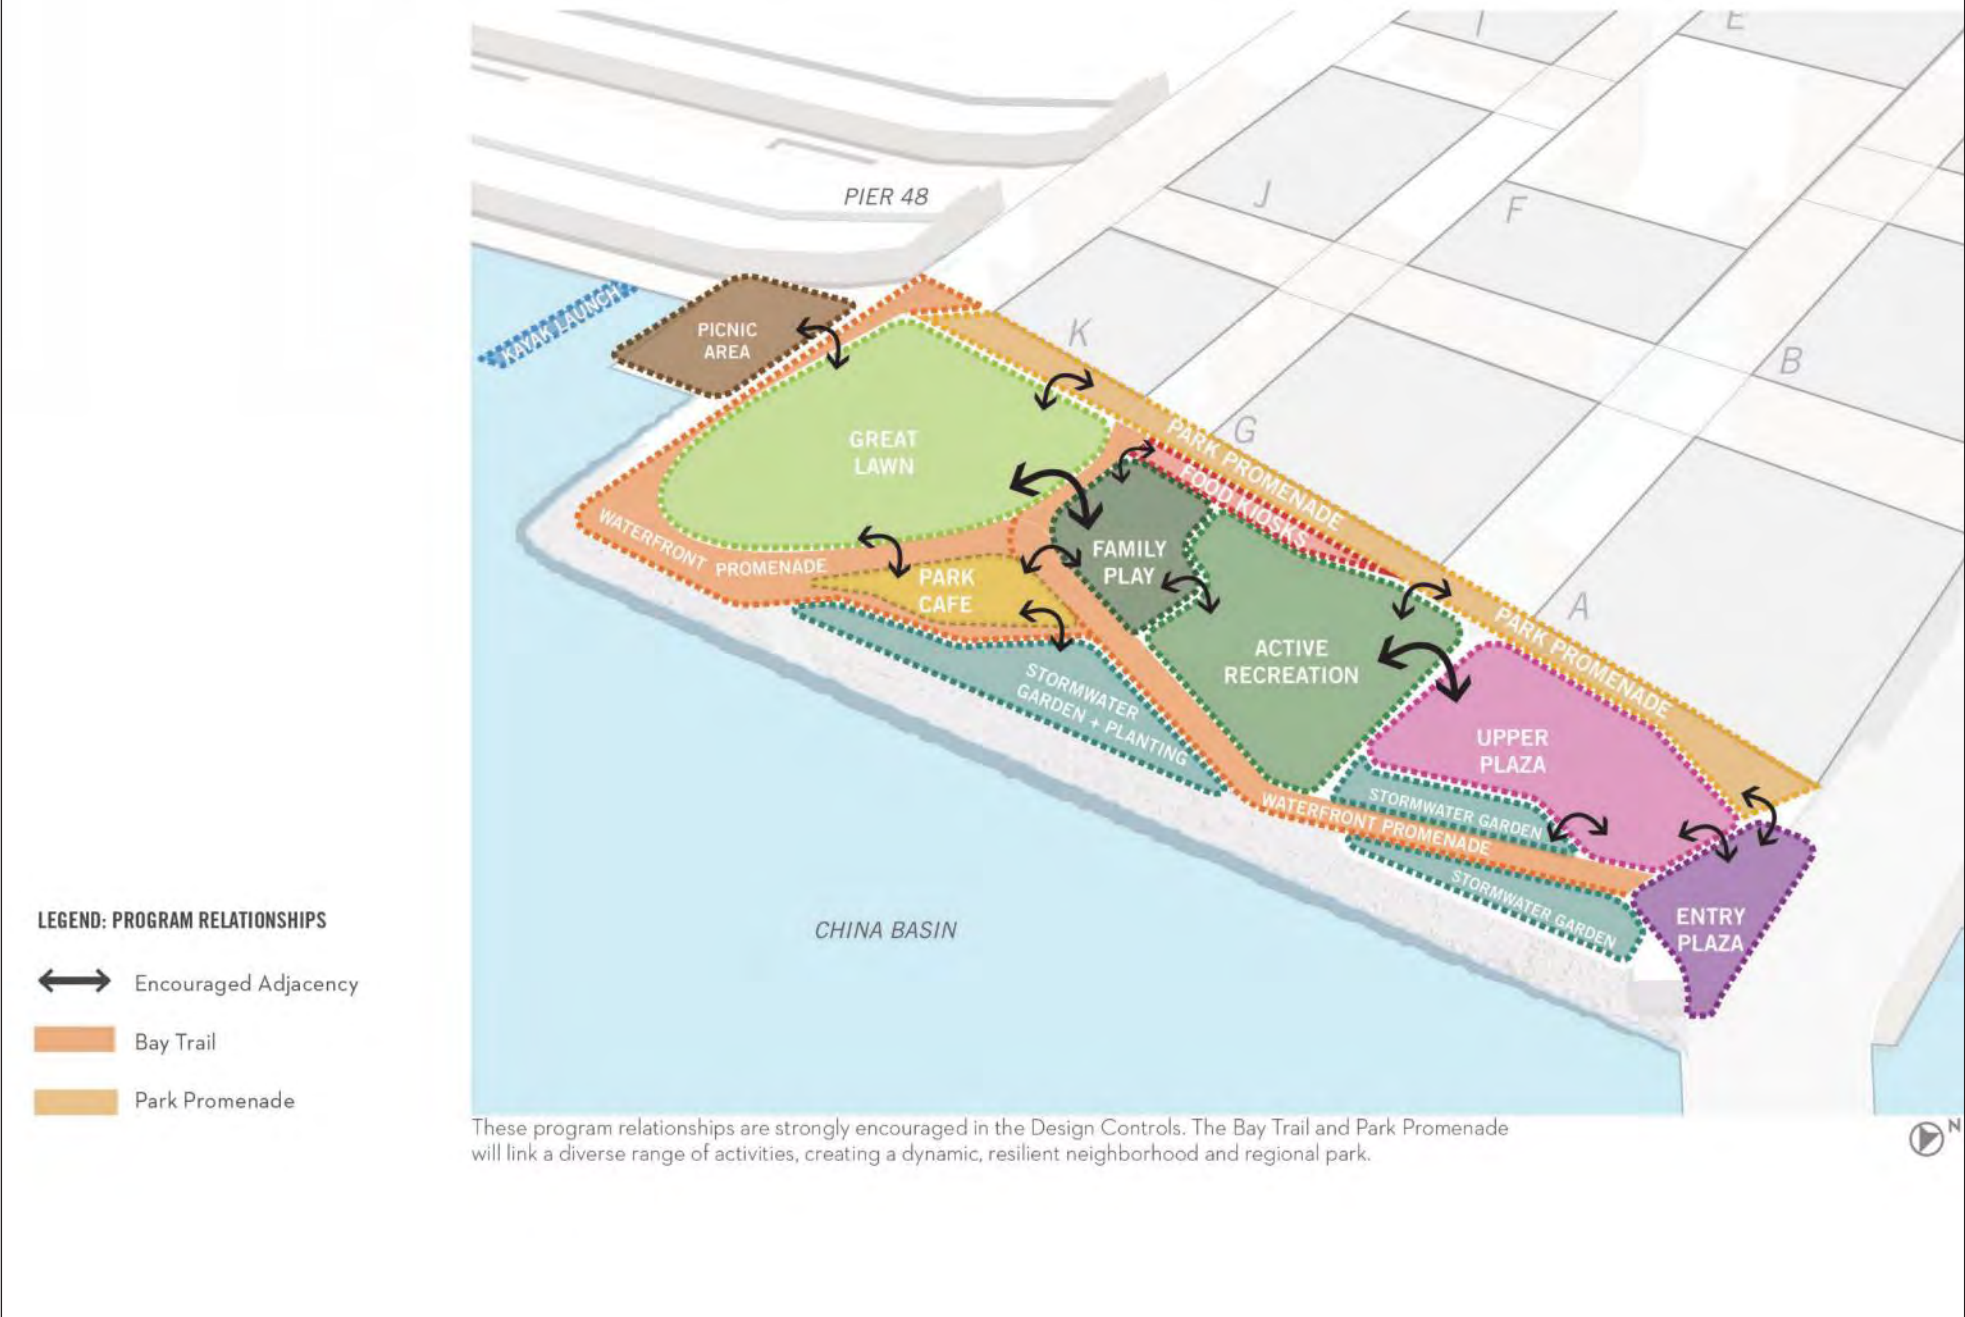 I
E
PIER 48
J
F
KAYAK LAUNCH
PICNIC
AREA
K
B
G
GREAT
LAWN
PARK PROMENADE
FOOD KIOSKS
WATERFRONT PROMENADE
FAMILY
PLAY
PARK
CAFE
A
PARK PROMENADE
ACTIVE
RECREATION
STORMWATER
GARDEN + PLANTING
UPPER
PLAZA
STORMWATER GARDEN
WATERFRONT PROMENADE
STORMWATER GARDEN
ENTRY
PLAZA
CHINA BASIN
LEGEND: PROGRAM RELATIONSHIPS
Encouraged Adjacency
Bay Trail
Park Promenade
These program relationships are strongly encouraged in the Design Controls. The Bay Trail and Park Promenade
will link a diverse range of activities, creating a dynamic, resilient neighborhood and regional park.
N